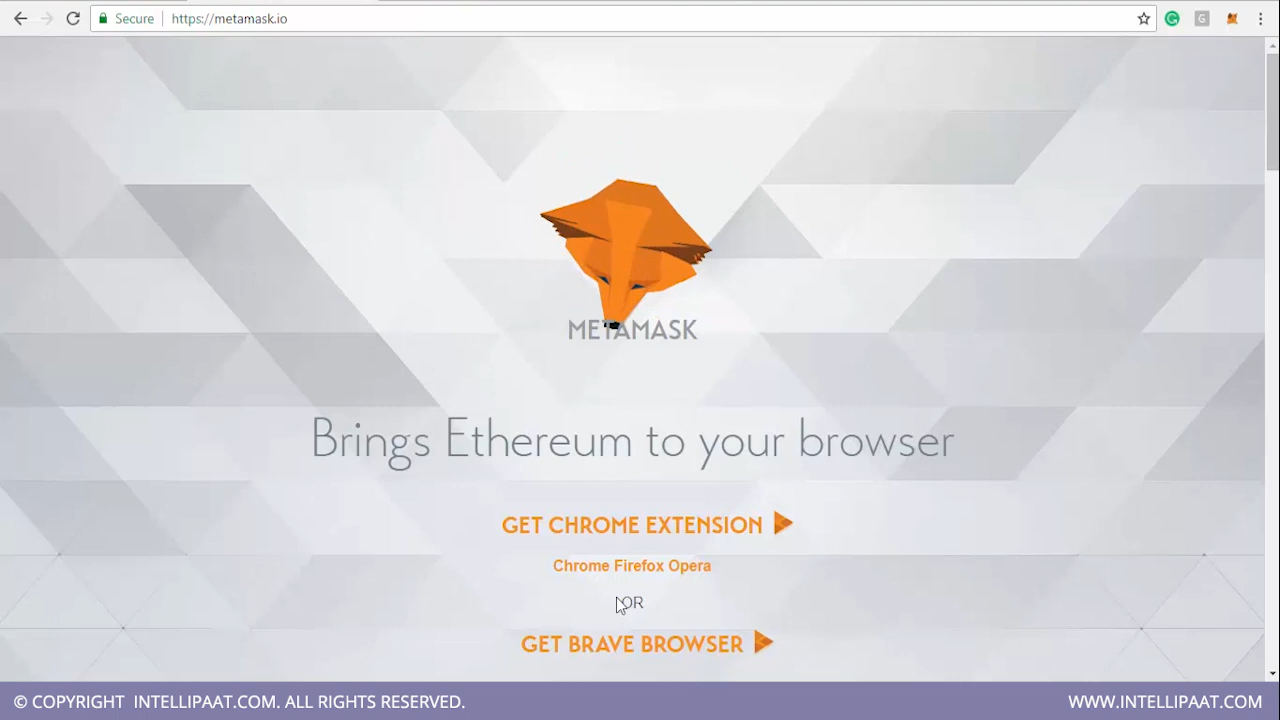 Secure https://metamask.io
METAMASK
Brings Ethereum to your browser
GET CHROME EXTENSION
Chrome Firefox Opera
OR
GET BRAVE BROWSER
© COPYRIGHT INTELLIPAAT.COM. ALL RIGHTS RESERVED. WWW.INTELLIPAAT.COM